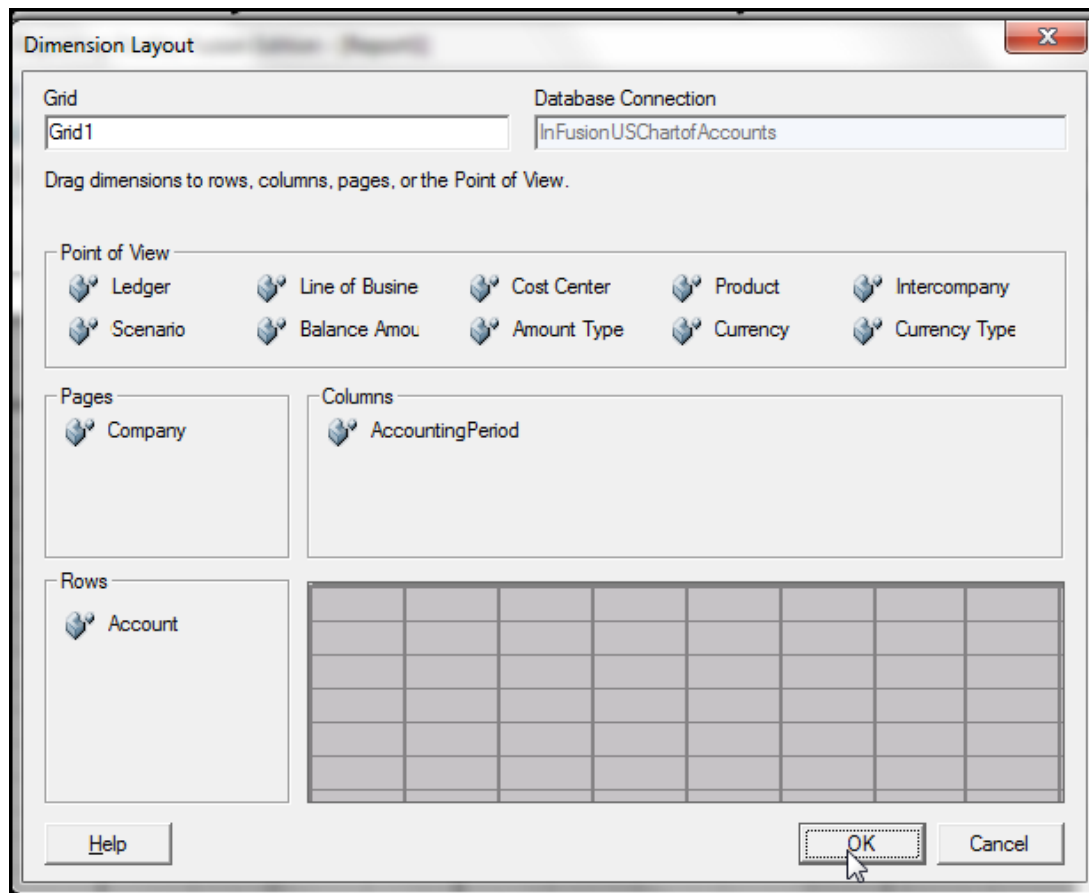 Dimension Layout
Grid Database Connection
Grid1 InFusionUSChartofAccounts
Drag dimensions to rows, columns, pages, or the Point of View.
Point of View
Ledger Line of Busine Cost Center Product Intercompany
Scenario Balance Amou Amount Type Currency Currency Type
Pages Columns
Company AccountingPeriod
Rows
Account
Help OK Cancel